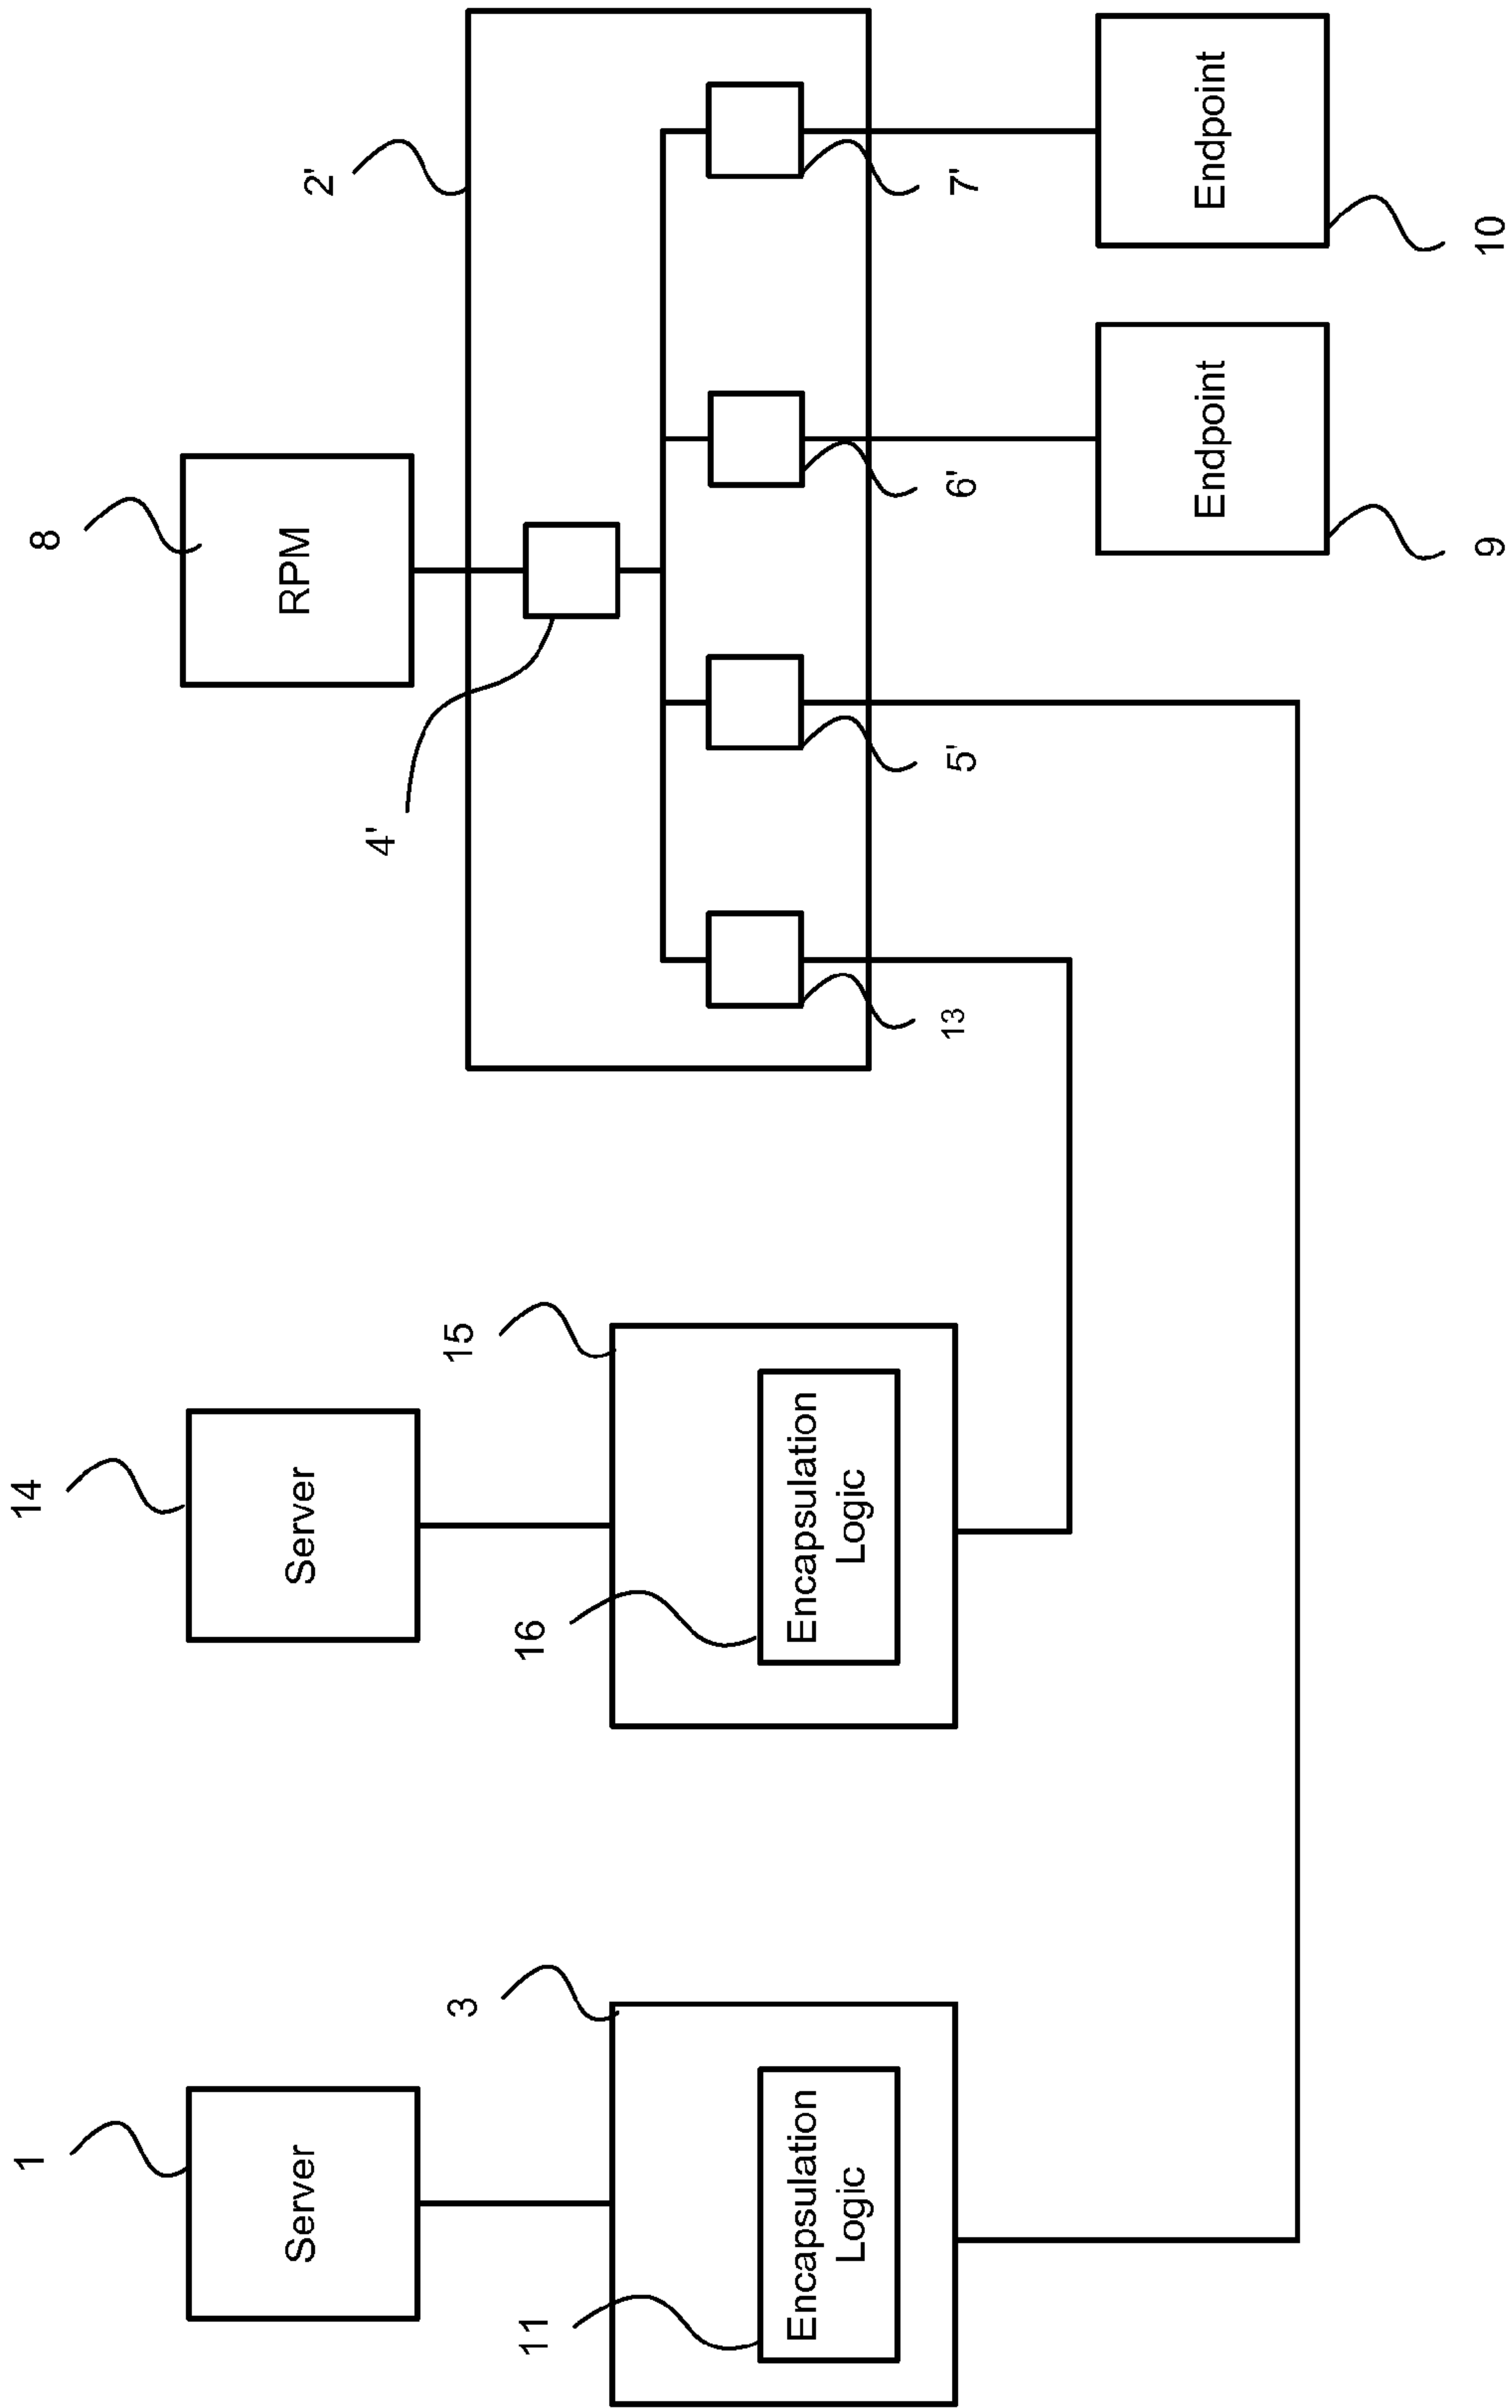 1
Server
3
11
Encapsulation
Logic
14
Server
15
16
Encapsulation
Logic
8
RPM
2'
4'
13
5'
6'
7'
Endpoint
9
Endpoint
10